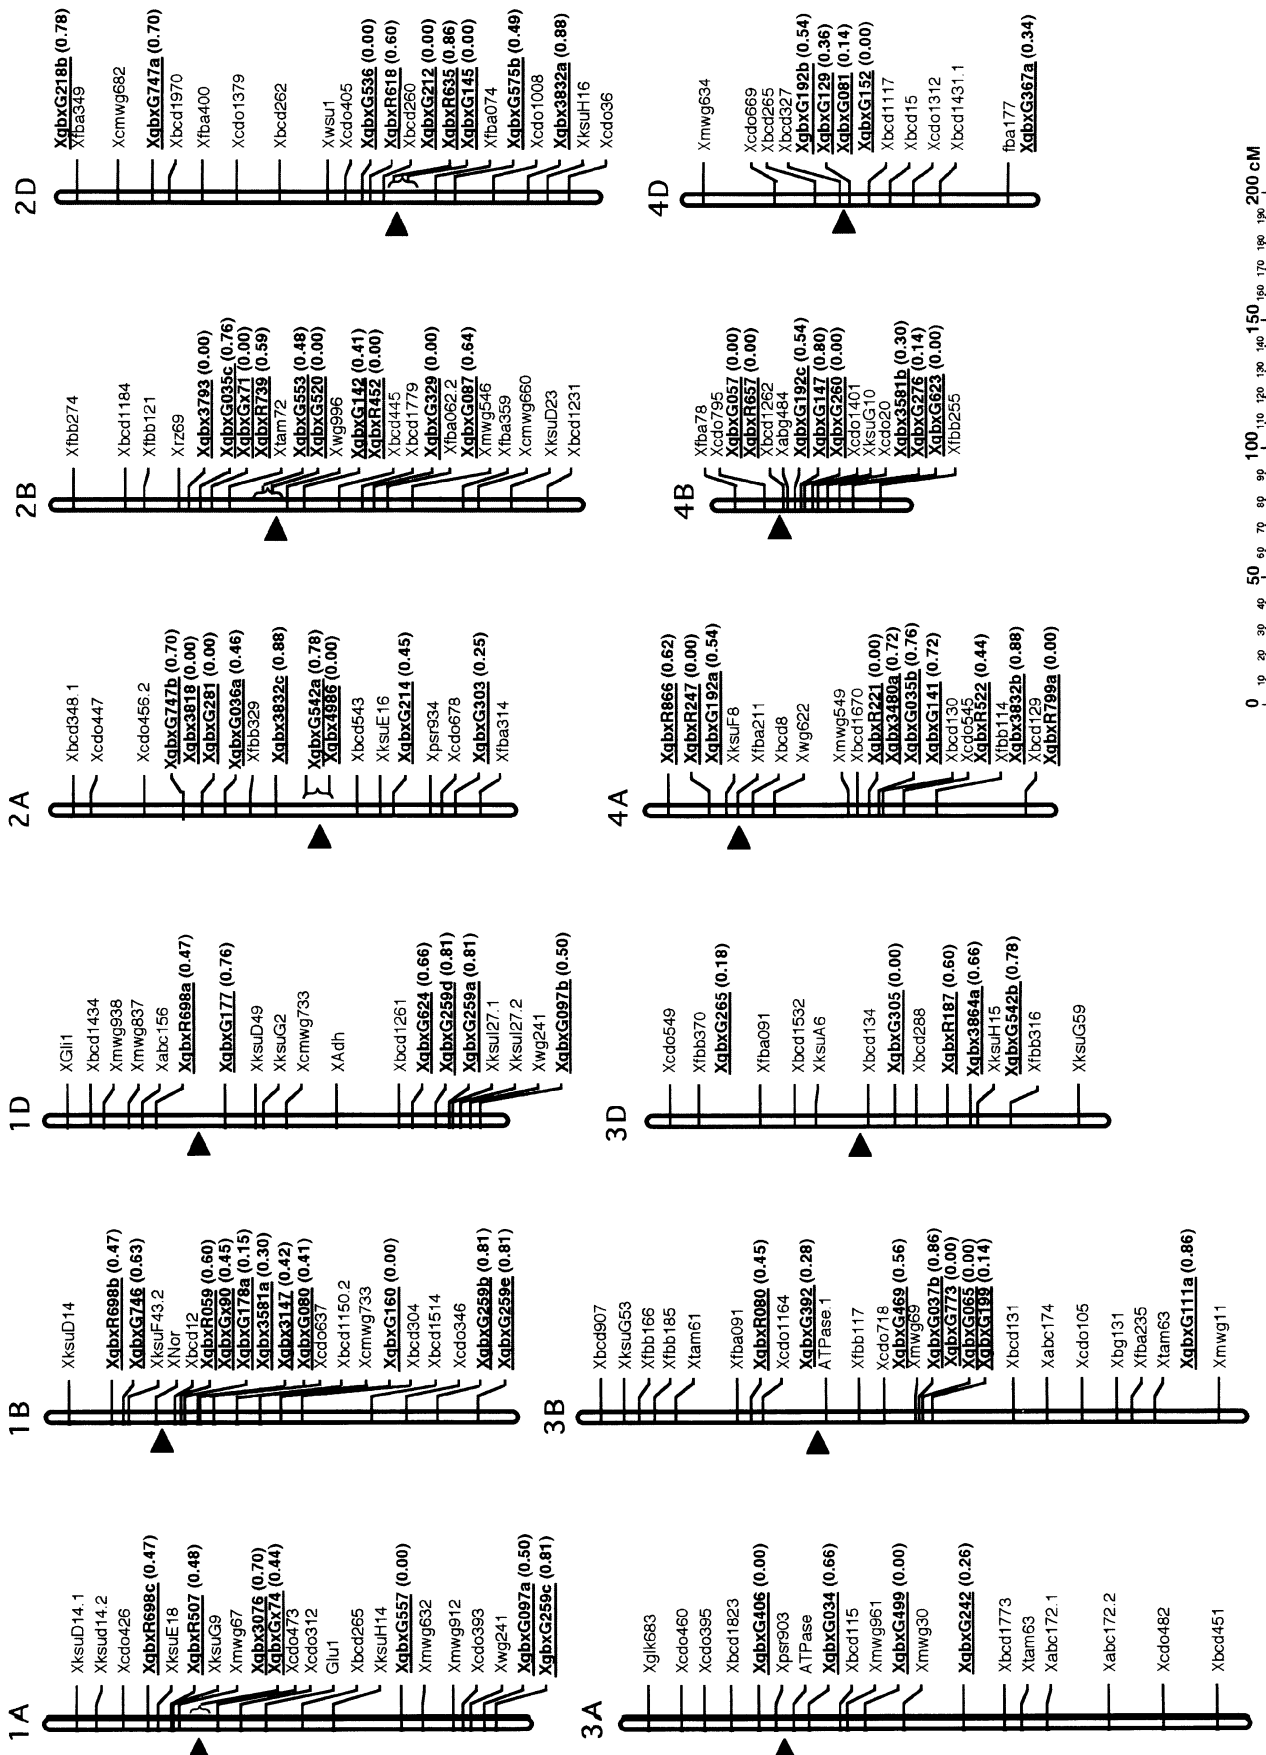 1A
XksuD14.1
Xksud14.2
Xcdo426
XgbxR698c (0.47)
XksuE18
XgbxR507 (0.48)
XksuG9
Xmwg67
Xgbx3076 (0.70)
XgbxGx74 (0.44)
Xcdo473
Xcdo312
Glu1
Xbcd265
XksuH14
XgbxG557 (0.00)
Xmwg632
Xmwg912
Xcdo393
Xwg241
XgbxG097a (0.50)
XgbxG259c (0.81)
1B
XksuD14
XgbxR698b (0.47)
XgbxG746 (0.63)
XksuF43.2
XNor
Xbcd12
XgbxR059 (0.60)
XgbxGx90 (0.45)
XgbxG178a (0.15)
Xgbx3581a (0.30)
Xgbx3147 (0.42)
XgbxG080 (0.41)
Xcdo637
Xbcd1150.2
Xcmwg733
XgbxG160 (0.00)
Xbcd304
Xbcd1514
Xcdo346
XgbxG259b (0.81)
XgbxG259e (0.81)
1D
XGli1
Xbcd1434
Xmwg938
Xmwg837
Xabc156
XgbxR698a (0.47)
XgbxG177 (0.76)
XksuD49
XksuG2
Xcmwg733
XAdh
Xbcd1261
XgbxG624 (0.66)
XgbxG259d (0.81)
XgbxG259a (0.81)
XksuI27.1
XksuI27.2
Xwg241
XgbxG097b (0.50)
2A
Xbcd348.1
Xcdo447
Xcdo456.2
XgbxG747b (0.70)
Xgbx3818 (0.00)
XgbxG281 (0.00)
XgbxG036a (0.46)
Xfbb329
Xgbx3832c (0.88)
XgbxG542a (0.78)
Xgbx4986 (0.00)
Xbcd543
XksuE16
XgbxG214 (0.45)
Xpsr934
Xcdo678
XgbxG303 (0.25)
Xfba314
2B
Xfbb274
Xbcd1184
Xfbb121
Xrz69
Xgbx3793 (0.00)
XgbxG035c (0.76)
XgbxGx71 (0.00)
XgbxR739 (0.59)
Xtam72
XgbxG553 (0.48)
XgbxG520 (0.00)
Xwg996
XgbxG142 (0.41)
XgbxR452 (0.00)
Xbcd445
Xbcd1779
XgbxG329 (0.00)
Xfba062.2
XgbxG087 (0.64)
Xmwg546
Xfba359
Xcmwg660
XksuD23
Xbcd1231
2D
XgbxG218b (0.78)
Xfba349
Xcmwg682
XgbxG747a (0.70)
Xbcd1970
Xfba400
Xcdo1379
Xbcd262
Xwsu1
Xcdo405
XgbxG536 (0.00)
XgbxR618 (0.60)
Xbcd260
XgbxG212 (0.00)
XgbxR635 (0.86)
XgbxG145 (0.00)
Xfba074
XgbxG575b (0.49)
Xcdo1008
Xgbx3832a (0.88)
XksuH16
Xcdo36
3A
Xglk683
Xcdo460
Xcdo395
Xbcd1823
XgbxG406 (0.00)
Xpsr903
ATPase
XgbxG034 (0.66)
Xbcd115
Xmwg961
XgbxG499 (0.00)
Xmwg30
XgbxG242 (0.26)
Xbcd1773
Xtam63
Xabc172.1
Xabc172.2
Xcdo482
Xbcd451
3B
Xbcd907
XksuG53
Xfbb166
Xfbb185
Xtam61
Xfba091
XgbxR080 (0.45)
Xcdo1164
XgbxG392 (0.28)
ATPase.1
Xfbb117
Xcdo718
XgbxG469 (0.56)
Xmwg69
XgbxG037b (0.86)
XgbxG773 (0.00)
XgbxG065 (0.00)
XgbxG199 (0.14)
Xbcd131
Xabc174
Xcdo105
Xbg131
Xfba235
Xtam63
XgbxG111a (0.86)
Xmwg11
3D
Xcdo549
Xfbb370
XgbxG265 (0.18)
Xfba091
Xbcd1532
XksuA6
Xbcd134
XgbxG305 (0.00)
Xbcd288
XgbxR187 (0.60)
Xgbx3864a (0.66)
XksuH15
XgbxG542b (0.78)
Xfbb316
XksuG59
4A
XgbxR866 (0.62)
XgbxR247 (0.00)
XgbxG192a (0.54)
XksuF8
Xfba211
Xbcd8
Xwg622
Xmwg549
Xbcd1670
XgbxR221 (0.00)
Xgbx3480a (0.72)
XgbxG035b (0.76)
XgbxG141 (0.72)
Xbcd130
Xcdo545
XgbxR522 (0.44)
Xfbb114
Xgbx3832b (0.88)
Xbcd129
XgbxR799a (0.00)
4B
Xfba78
Xcdo795
XgbxG057 (0.00)
XgbxR657 (0.00)
Xbcd1262
Xabg484
XgbxG192c (0.54)
XgbxG147 (0.80)
XgbxG260 (0.00)
Xcdo1401
XksuG10
Xcdo20
Xgbx3581b (0.30)
XgbxG276 (0.14)
XgbxG623 (0.00)
Xfbb255
4D
Xmwg634
Xcdo669
Xbcd265
Xbcd327
XgbxG192b (0.54)
XgbxG129 (0.36)
XgbxG081 (0.14)
XgbxG152 (0.00)
Xbcd1117
Xbcd15
Xcdo1312
Xbcd1431.1
fba177
XgbxG367a (0.34)
0 10 20 30 40 50 60 70 80 90 100 110 120 130 140 150 160 170 180 190 200 cM